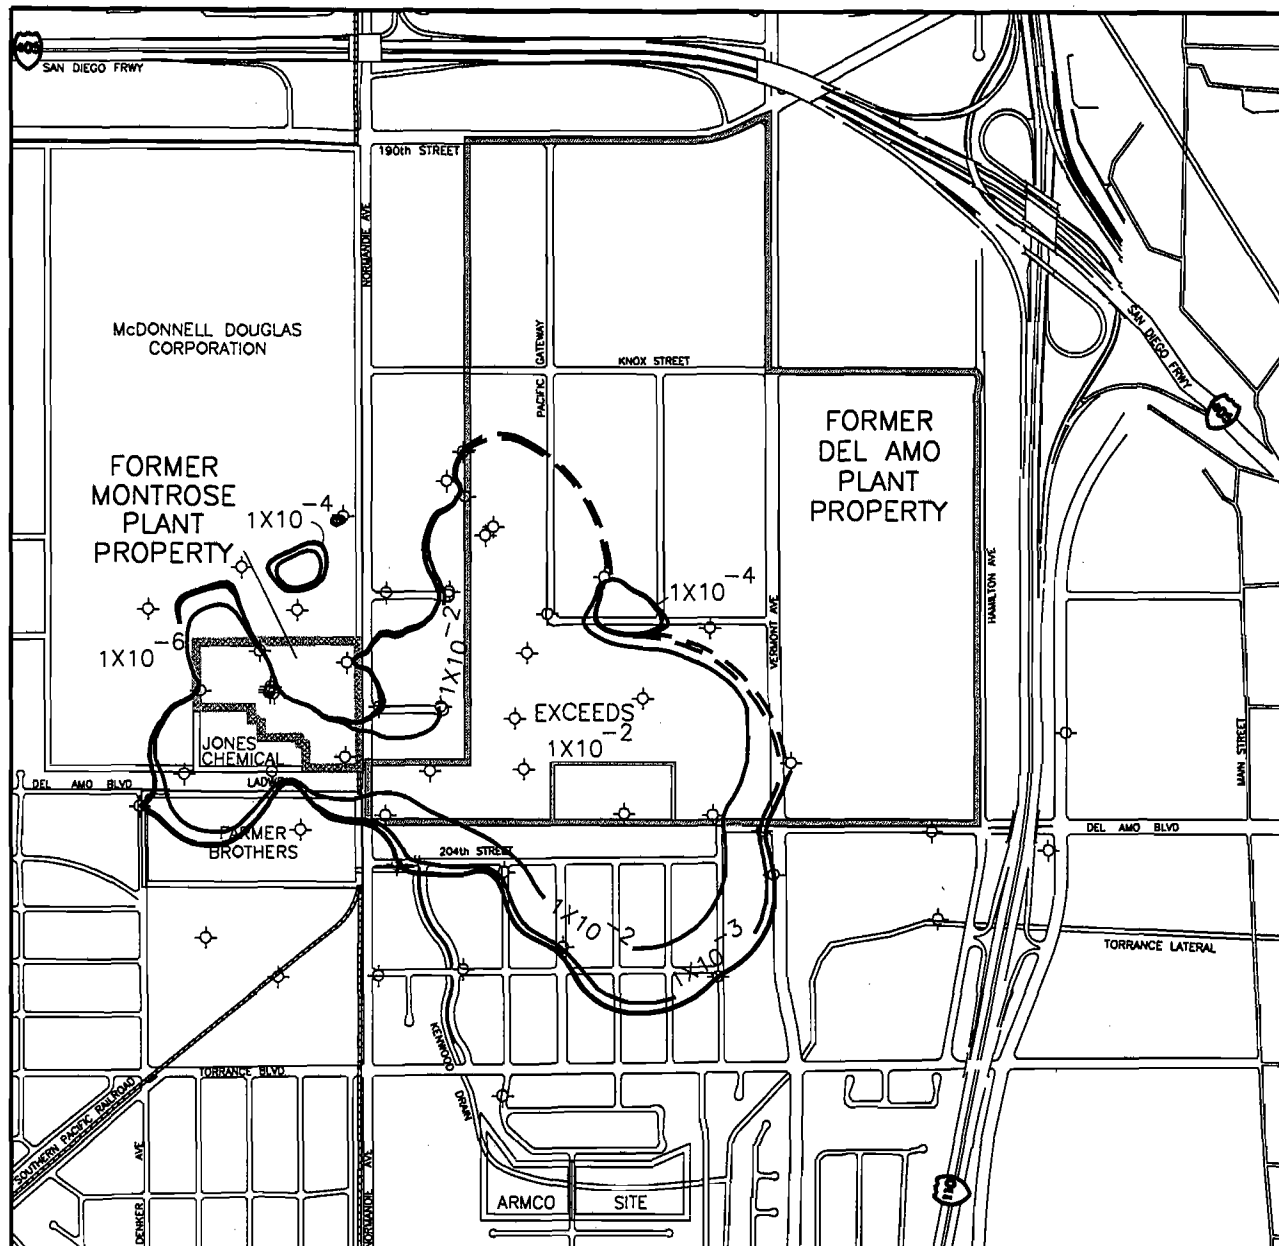 405
SAN DIEGO FRWY
190th STREET
NORMANDIE AVE
McDONNELL DOUGLAS
CORPORATION
PACIFIC GATEWAY
KNOX STREET
SAN DIEGO FRWY
405
FORMER
DEL AMO
PLANT
PROPERTY
FORMER
MONTROSE
PLANT
PROPERTY
1X10-4
1X10-4
HAMILTON AVE
VERMONT AVE
1X10-6
1X10-2
EXCEEDS
1X10-2
JONES
CHEMICAL
MAIN STREET
DEL AMO BLVD
LADW
DEL AMO BLVD
FARMER
BROTHERS
204th STREET
1X10-2
1X10-3
TORRANCE LATERAL
KENWOOD
DRAIN
TORRANCE BLVD
SOUTHERN PACIFIC RAILROAD
DENKER AVE
NORMANDIE AVE
ARMCO SITE
110